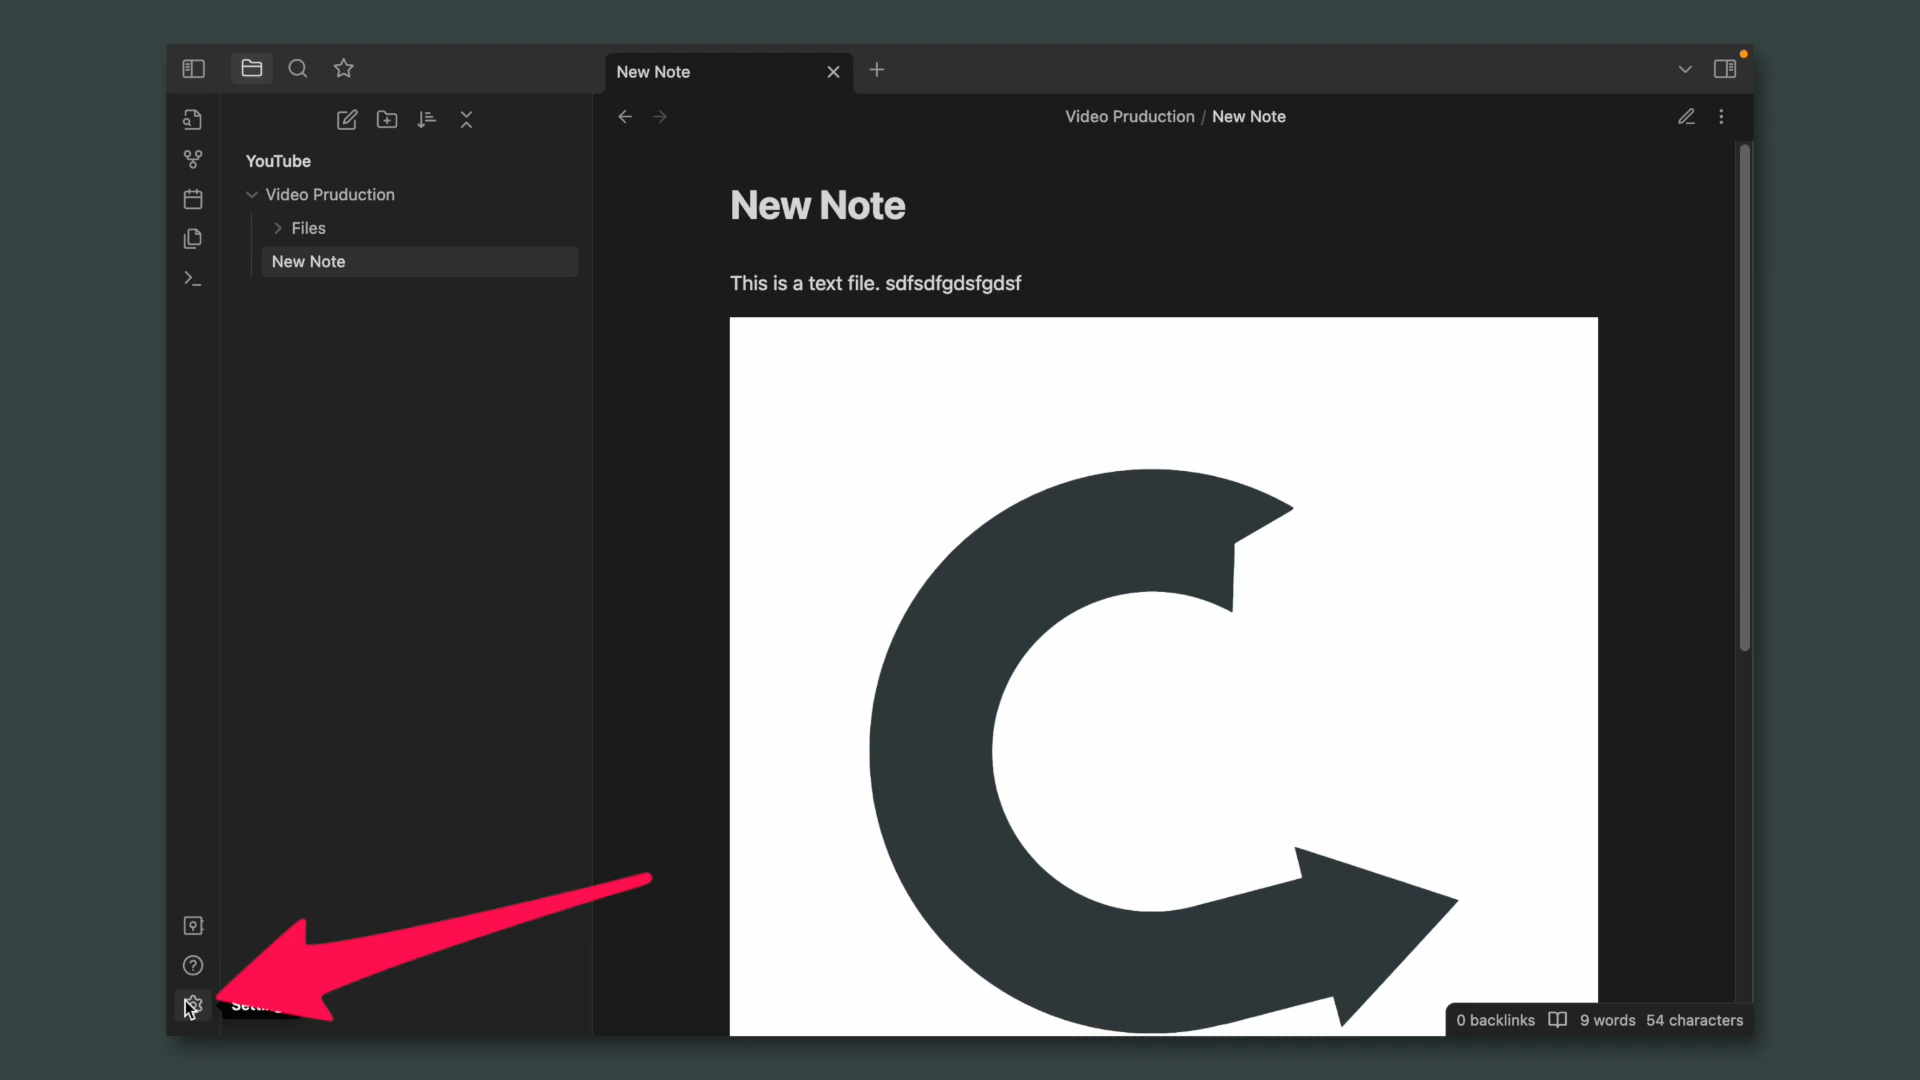 New Note
Video Pruduction / New Note
YouTube
Video Pruduction
Files
New Note
New Note
This is a text file. sdfsdfgdsfgdsf
0 backlinks 9 words 54 characters